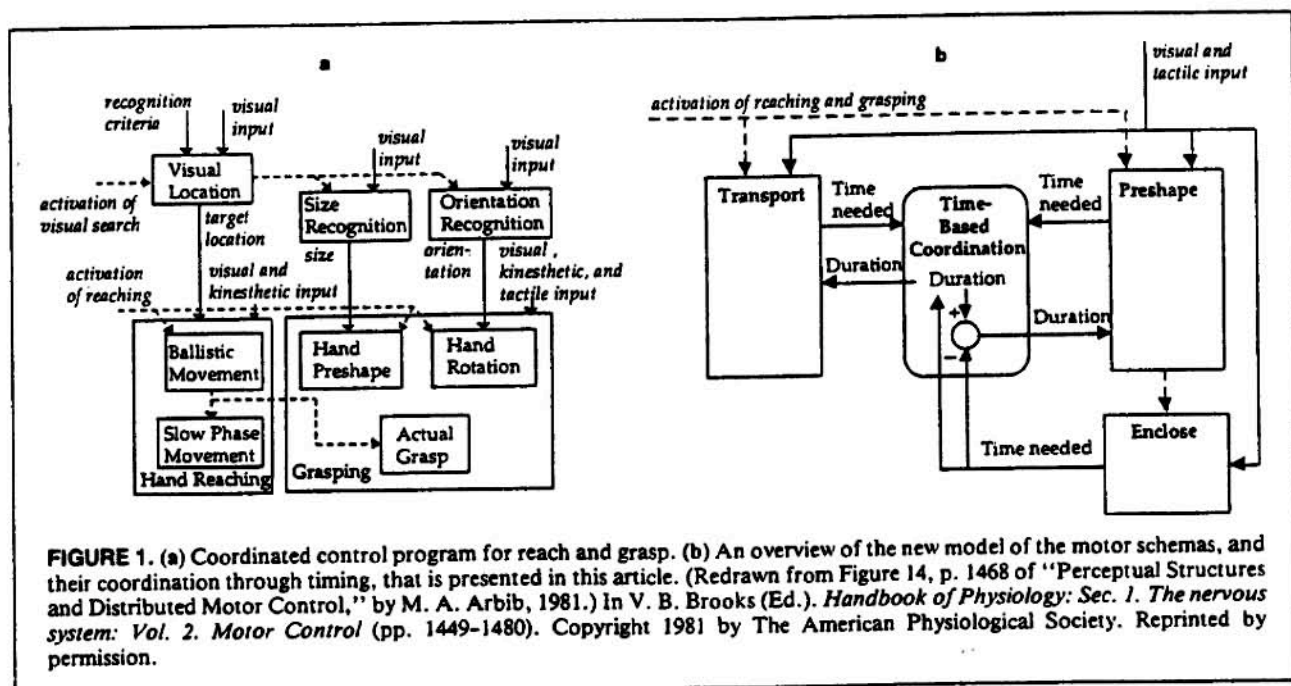 a
recognition
criteria
visual
input
Visual
Location
activation of
visual search
target
location
visual
input
Size
Recognition
size
visual
input
Orientation
Recognition
orien-
tation
visual,
kinesthetic, and
tactile input
activation
of reaching
visual and
kinesthetic input
Ballistic
Movement
Slow Phase
Movement
Hand Reaching
Hand
Preshape
Hand
Rotation
Actual
Grasp
Grasping
b
visual and
tactile input
activation of reaching and grasping
Transport
Time
needed
Duration
Time-
Based
Coordination
Duration
+
−
Time
needed
Preshape
Duration
Time needed
Enclose
FIGURE 1. (a) Coordinated control program for reach and grasp. (b) An overview of the new model of the motor schemas, and
their coordination through timing, that is presented in this article. (Redrawn from Figure 14, p. 1468 of "Perceptual Structures
and Distributed Motor Control," by M. A. Arbib, 1981.) In V. B. Brooks (Ed.). Handbook of Physiology: Sec. 1. The nervous
system: Vol. 2. Motor Control (pp. 1449–1480). Copyright 1981 by The American Physiological Society. Reprinted by
permission.